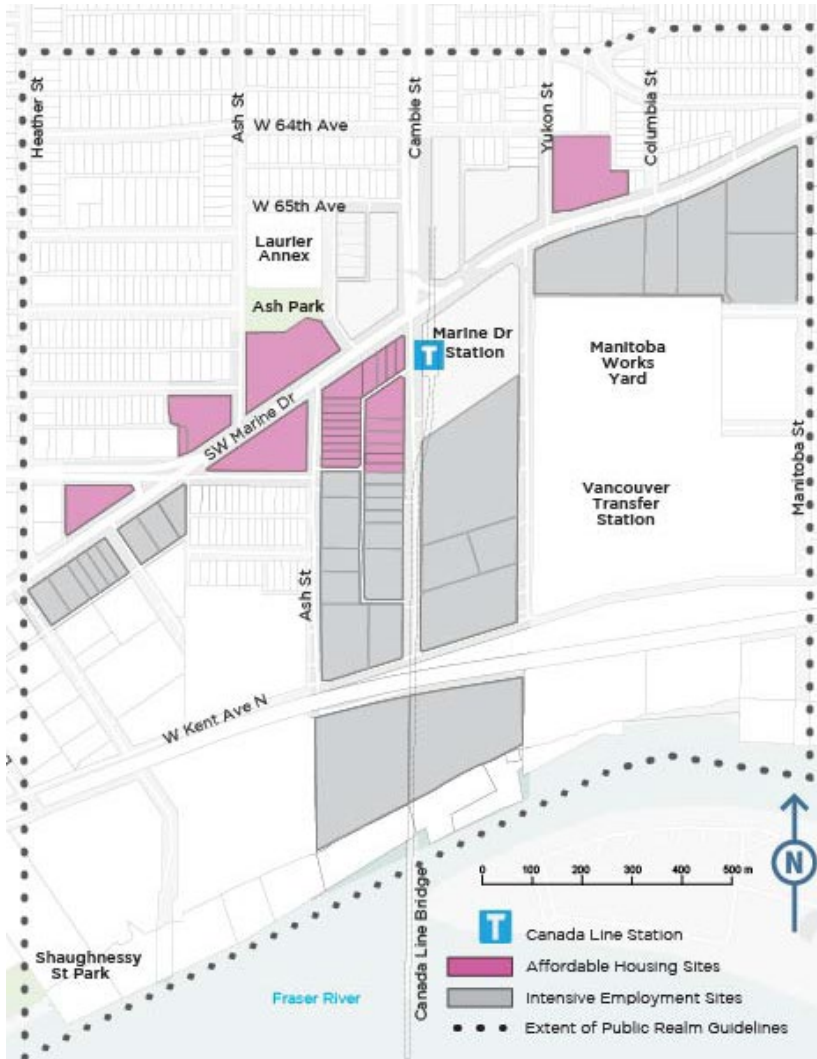 Heather St
Ash St
W 64th Ave
Cambie St
Yukon St
Columbia St
W 65th Ave
Laurier
Annex
Ash Park
Marine Dr
Station
T
Manitoba
Works
Yard
SW Marine Dr
Manitoba St
Vancouver
Transfer
Station
Ash St
W Kent Ave N
N
0 100 200 300 400 500 m
Canada Line Bridge
T Canada Line Station
Affordable Housing Sites
Intensive Employment Sites
Extent of Public Realm Guidelines
Shaughnessy
St Park
Fraser River